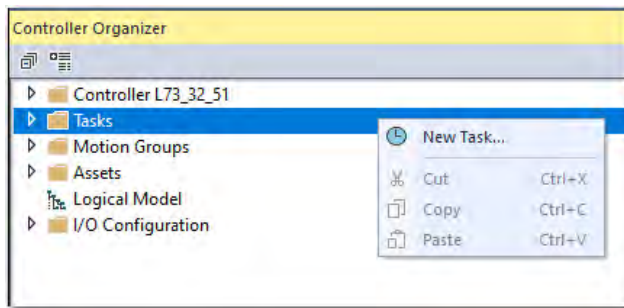 Controller Organizer
Controller L73_32_51
Tasks
Motion Groups
Assets
Logical Model
I/O Configuration
New Task...
Cut Ctrl+X
Copy Ctrl+C
Paste Ctrl+V